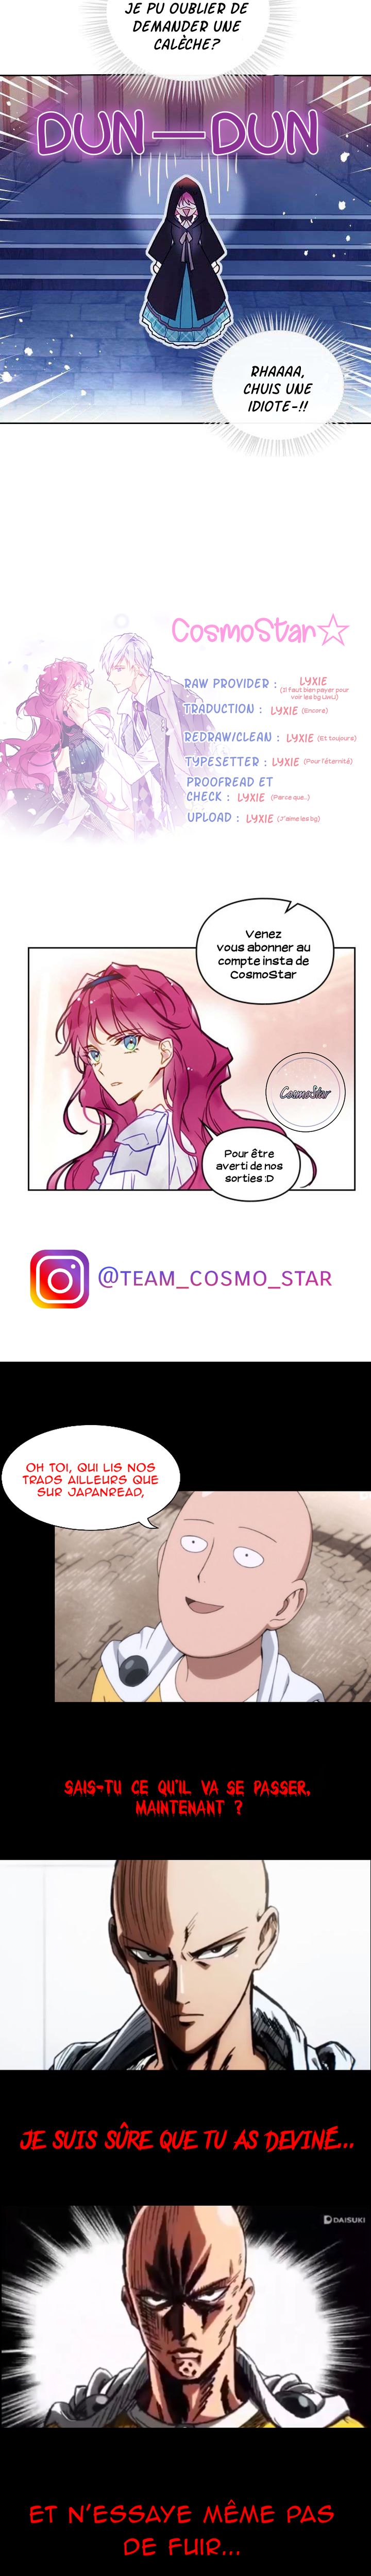 JE PU OUBLIER DE
DEMANDER UNE
CALÈCHE?
DUN—DUN
RHAAAA,
CHUIS UNE
IDIOTE-!!
CosmoStar☆
RAW PROVIDER : LYXIE
(Il faut bien payer pour
voir les bg UwU)
TRADUCTION : LYXIE (Encore)
REDRAW/CLEAN : LYXIE (Et toujours)
TYPESETTER : LYXIE (Pour l'éternité)
PROOFREAD ET
CHECK : LYXIE (Parce que..)
UPLOAD : LYXIE (J'aime les bg)
Venez
vous abonner au
compte insta de
CosmoStar
CosmoStar
Pour être
averti de nos
sorties :D
@TEAM_COSMO_STAR
OH TOI, QUI LIS NOS
TRADS AILLEURS QUE
SUR JAPANREAD,
SAIS-TU CE QU'IL VA SE PASSER,
MAINTENANT ?
JE SUIS SÛRE QUE TU AS DEVINÉ...
DAISUKI
ET N'ESSAYE MÊME PAS
DE FUIR...